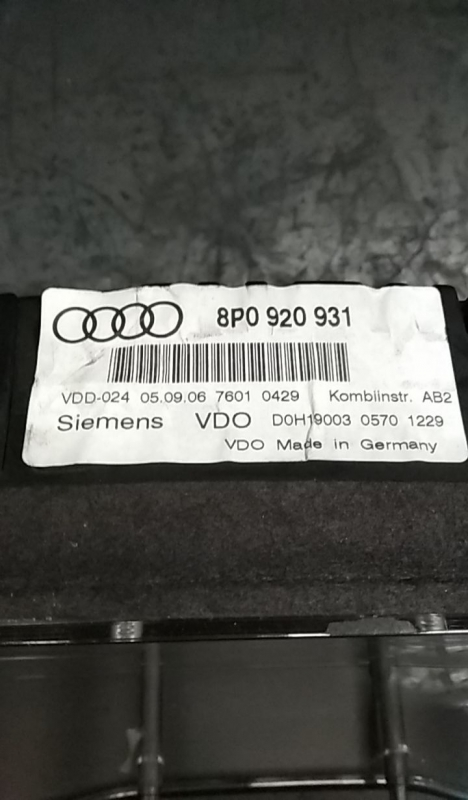 8P0 920 931
VDD-024 05.09.06 7601 0429 Kombiinstr. AB2
Siemens VDO D0H19003 0570 1229
VDO Made in Germany